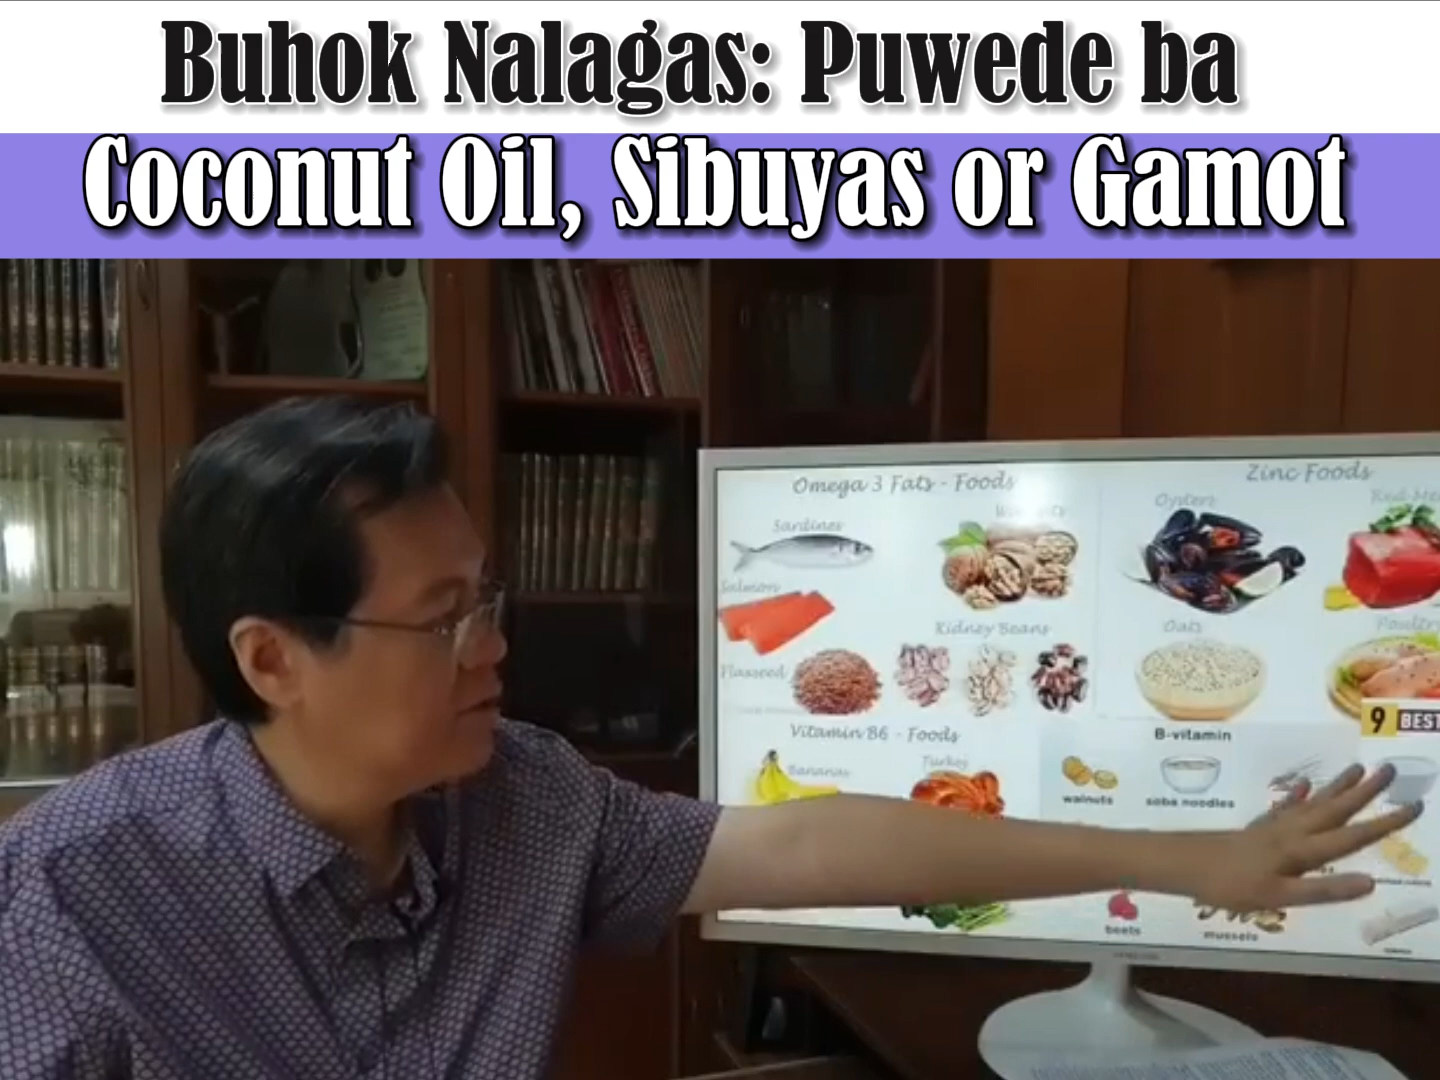 Buhok Nalagas: Puwede ba
Coconut Oil, Sibuyas or Gamot
Omega 3 Fats - Foods
Zinc Foods
Sardines
Oysters
Salmon
Kidney Beans
Oats
Poultry
Flaxseed
9 BEST
Vitamin B6 - Foods
B-vitamin
Bananas
Turkey
walnuts
soba noodles
beets
mussels